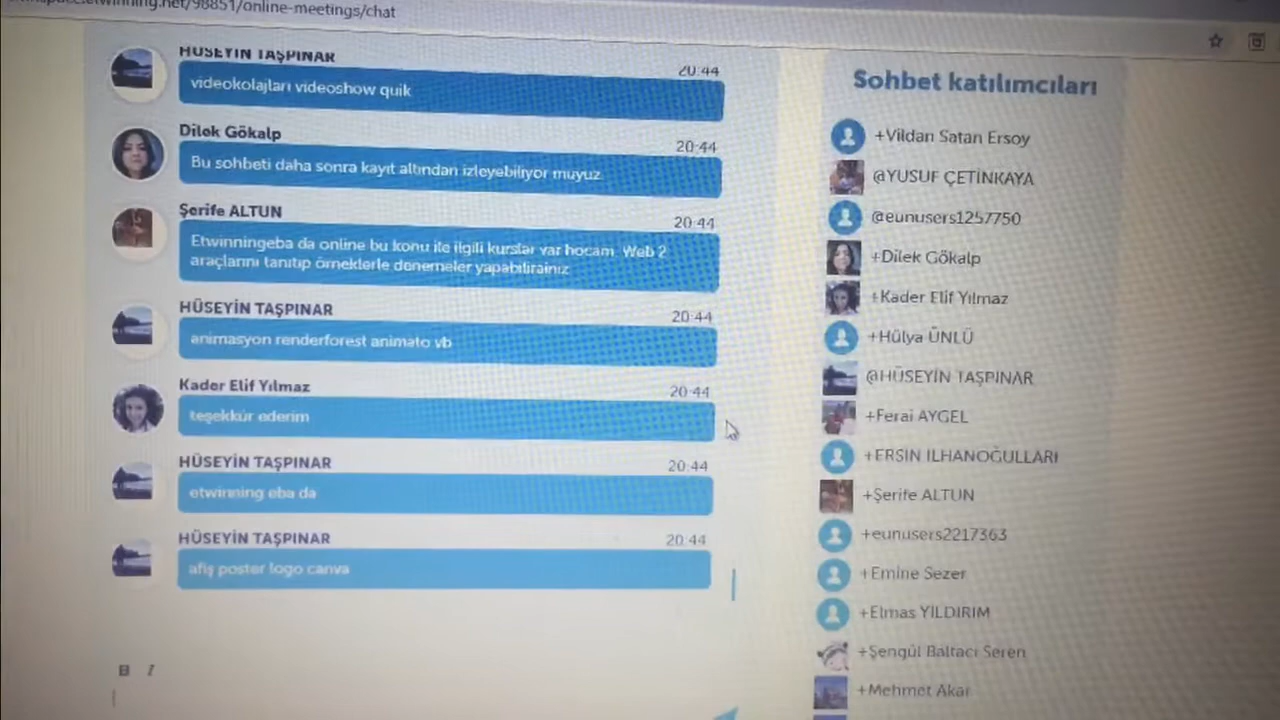 etwinning.net/98851/online-meetings/chat
HÜSEYİN TAŞPINAR
20:44
videokolajları videoshow quik
Dilek Gökalp
20:44
Bu sohbeti daha sonra kayıt altından izleyebiliyor muyuz
Şerife ALTUN
20:44
Etwinningeba da online bu konu ile ilgili kurslar var hocam Web 2
araçlarını tanıtıp örneklerle denemeler yapabilirainiz
HÜSEYİN TAŞPINAR
20:44
animasyon renderforest animato vb
Kader Elif Yılmaz
20:44
teşekkür ederim
HÜSEYİN TAŞPINAR
20:44
etwinning eba da
HÜSEYİN TAŞPINAR
20:44
afiş poster logo canva
B I
Sohbet katılımcıları
+Vildan Satan Ersoy
@YUSUF ÇETİNKAYA
@eunusers1257750
+Dilek Gökalp
+Kader Elif Yılmaz
+Hülya ÜNLÜ
@HÜSEYİN TAŞPINAR
+Ferai AYGEL
+ERSİN İLHANOĞULLARI
+Şerife ALTUN
+eunusers2217363
+Emine Sezer
+Elmas YILDIRIM
+Şengül Baltacı Seren
+Mehmet Akar